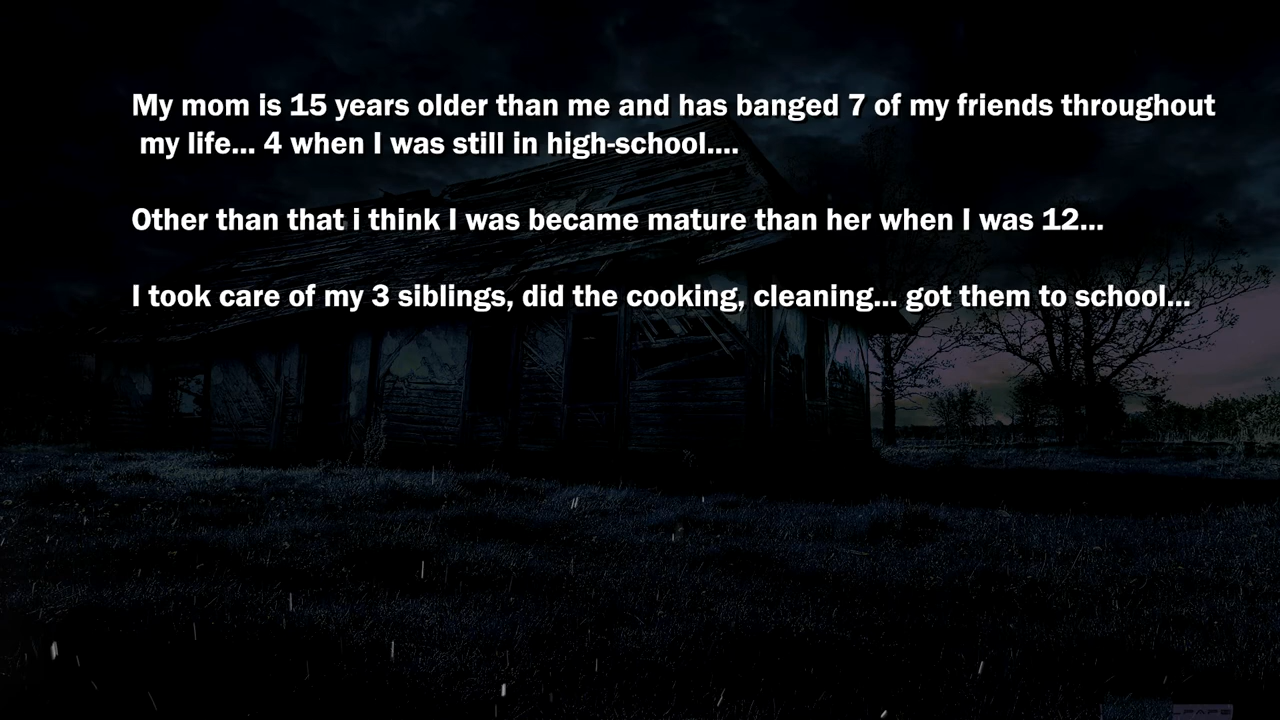 My mom is 15 years older than me and has banged 7 of my friends throughout
my life... 4 when I was still in high-school....
Other than that i think I was became mature than her when I was 12...
I took care of my 3 siblings, did the cooking, cleaning... got them to school...